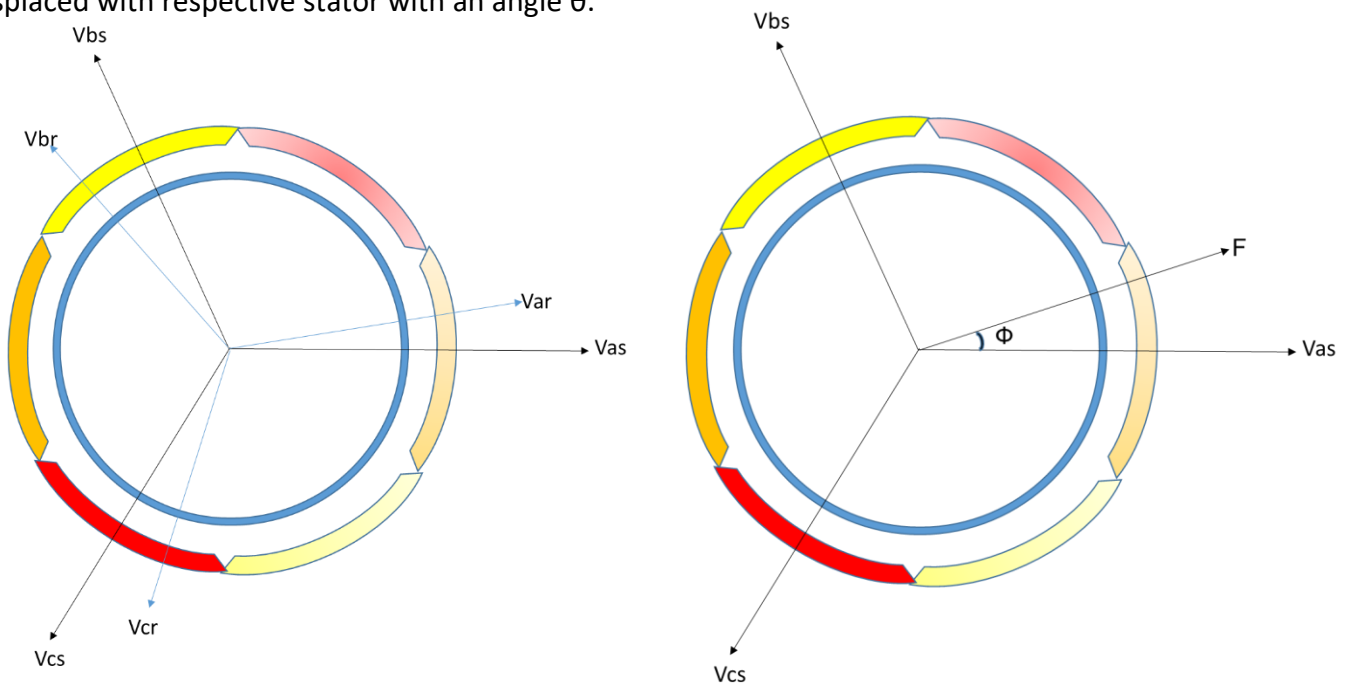 splaced with respective stator with an angle θ.
Vbs
Vbr
Var
Vas
Vcr
Vcs
Vbs
F
Φ
Vas
Vcs